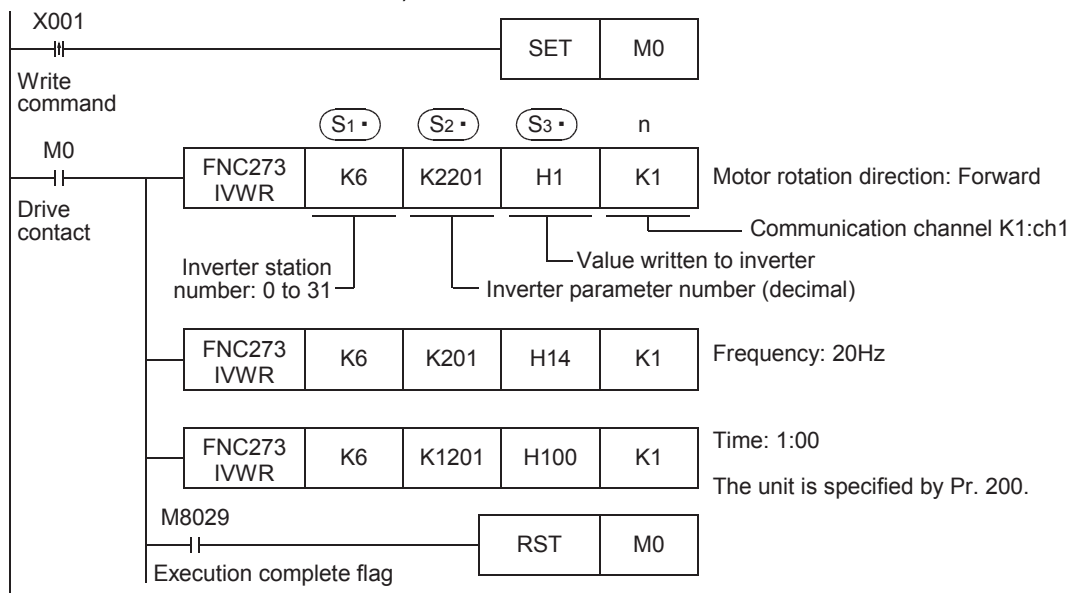 X001
SET M0
Write
command
S1· S2· S3· n
M0
FNC273
IVWR
K6 K2201 H1 K1
Motor rotation direction: Forward
Drive
contact
Communication channel K1:ch1
Value written to inverter
Inverter station
number: 0 to 31
Inverter parameter number (decimal)
FNC273
IVWR
K6 K201 H14 K1
Frequency: 20Hz
FNC273
IVWR
K6 K1201 H100 K1
Time: 1:00
The unit is specified by Pr. 200.
M8029
RST M0
Execution complete flag